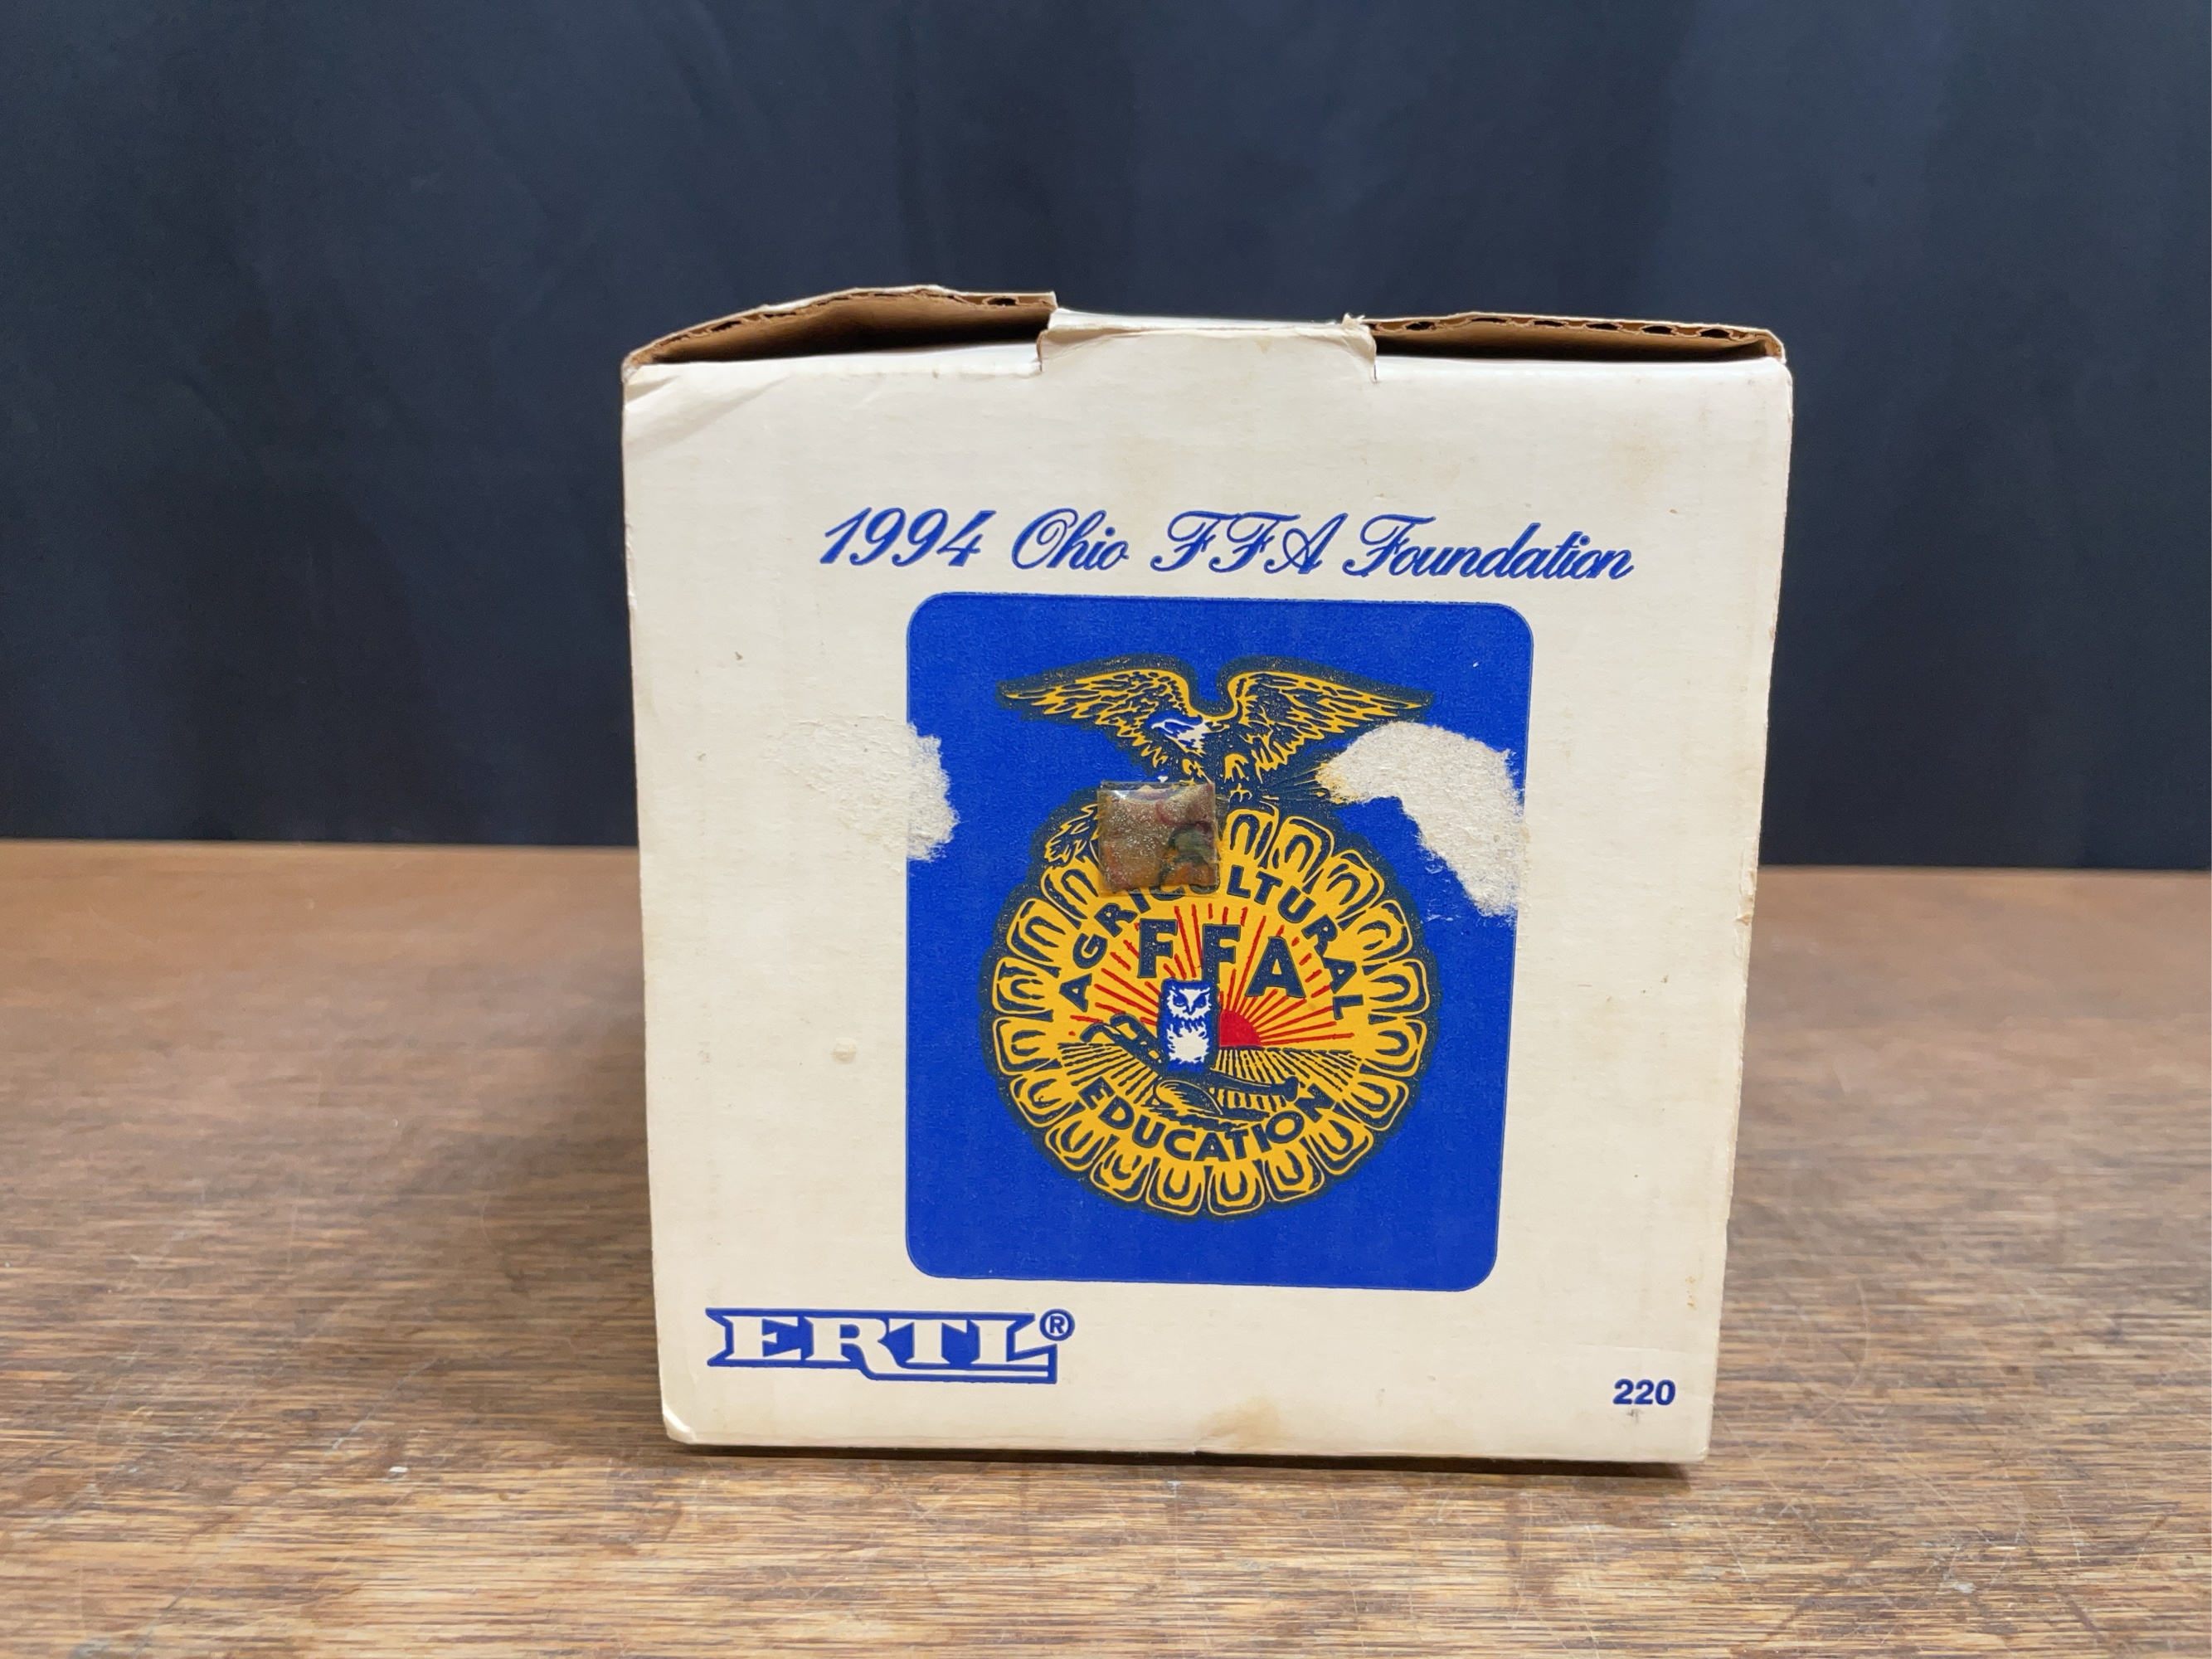 1994 Ohio FFA Foundation
AGRICULTURAL
FFA
EDUCATION
ERTL®
220